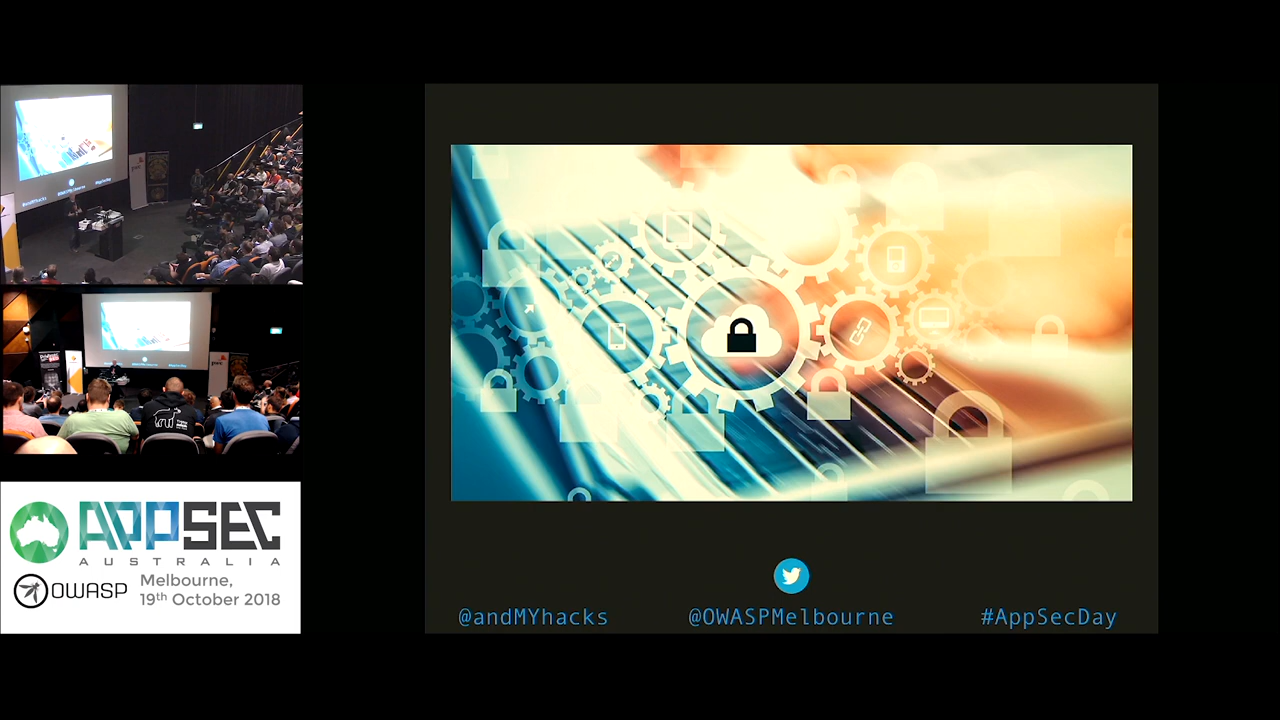 APPSEC
AUSTRALIA
OWASP
Melbourne,
19th October 2018
@andMYhacks
@OWASPMelbourne
#AppSecDay